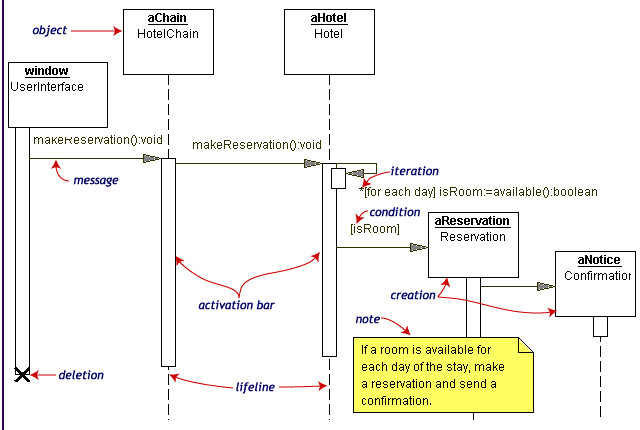 object
aChain
HotelChain
aHotel
Hotel
window
UserInterface
makeReservation():void
makeReservation():void
message
iteration
*[for each day] isRoom:=available():boolean
condition
[isRoom]
aReservation
Reservation
aNotice
Confirmation
activation bar
creation
note
If a room is available for
each day of the stay, make
a reservation and send a
confirmation.
deletion
lifeline